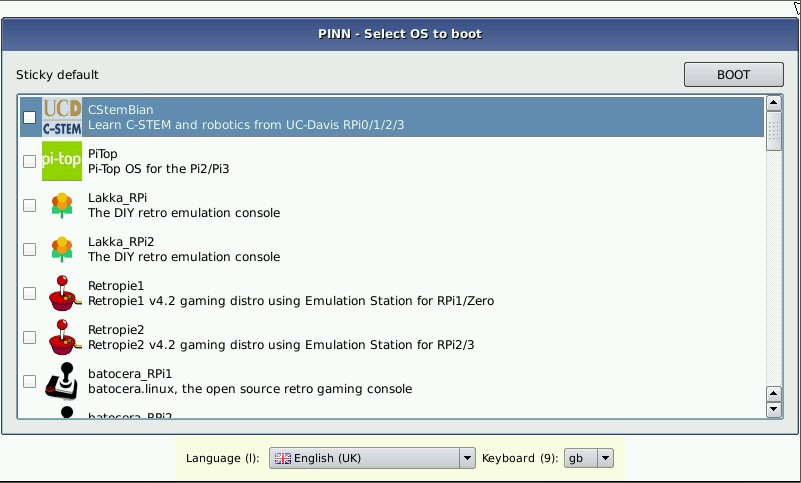 PINN - Select OS to boot
Sticky default
BOOT
UCD
C-STEM
CStemBian
Learn C-STEM and robotics from UC-Davis RPi0/1/2/3
pi-top
PiTop
Pi-Top OS for the Pi2/Pi3
Lakka_RPi
The DIY retro emulation console
Lakka_RPi2
The DIY retro emulation console
Retropie1
Retropie1 v4.2 gaming distro using Emulation Station for RPi1/Zero
Retropie2
Retropie2 v4.2 gaming distro using Emulation Station for RPi2/3
batocera_RPi1
batocera.linux, the open source retro gaming console
batocera_RPi2
Language (l): English (UK) Keyboard (9): gb